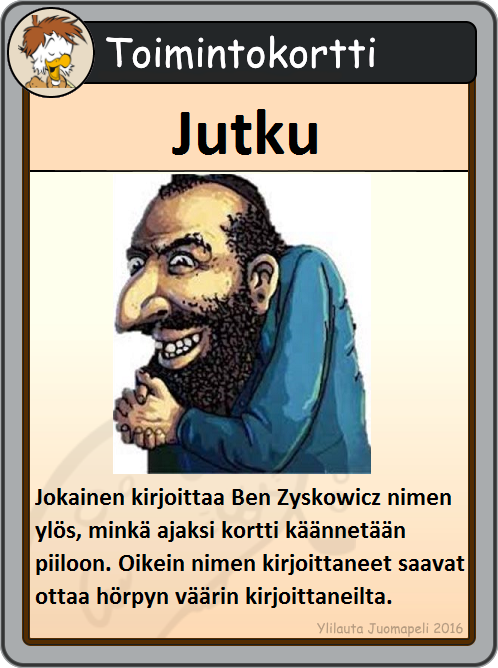 Toimintokortti
Jutku
Jokainen kirjoittaa Ben Zyskowicz nimen
ylös, minkä ajaksi kortti käännetään
piiloon. Oikein nimen kirjoittaneet saavat
ottaa hörpyn väärin kirjoittaneilta.
Ylilauta Juomapeli 2016